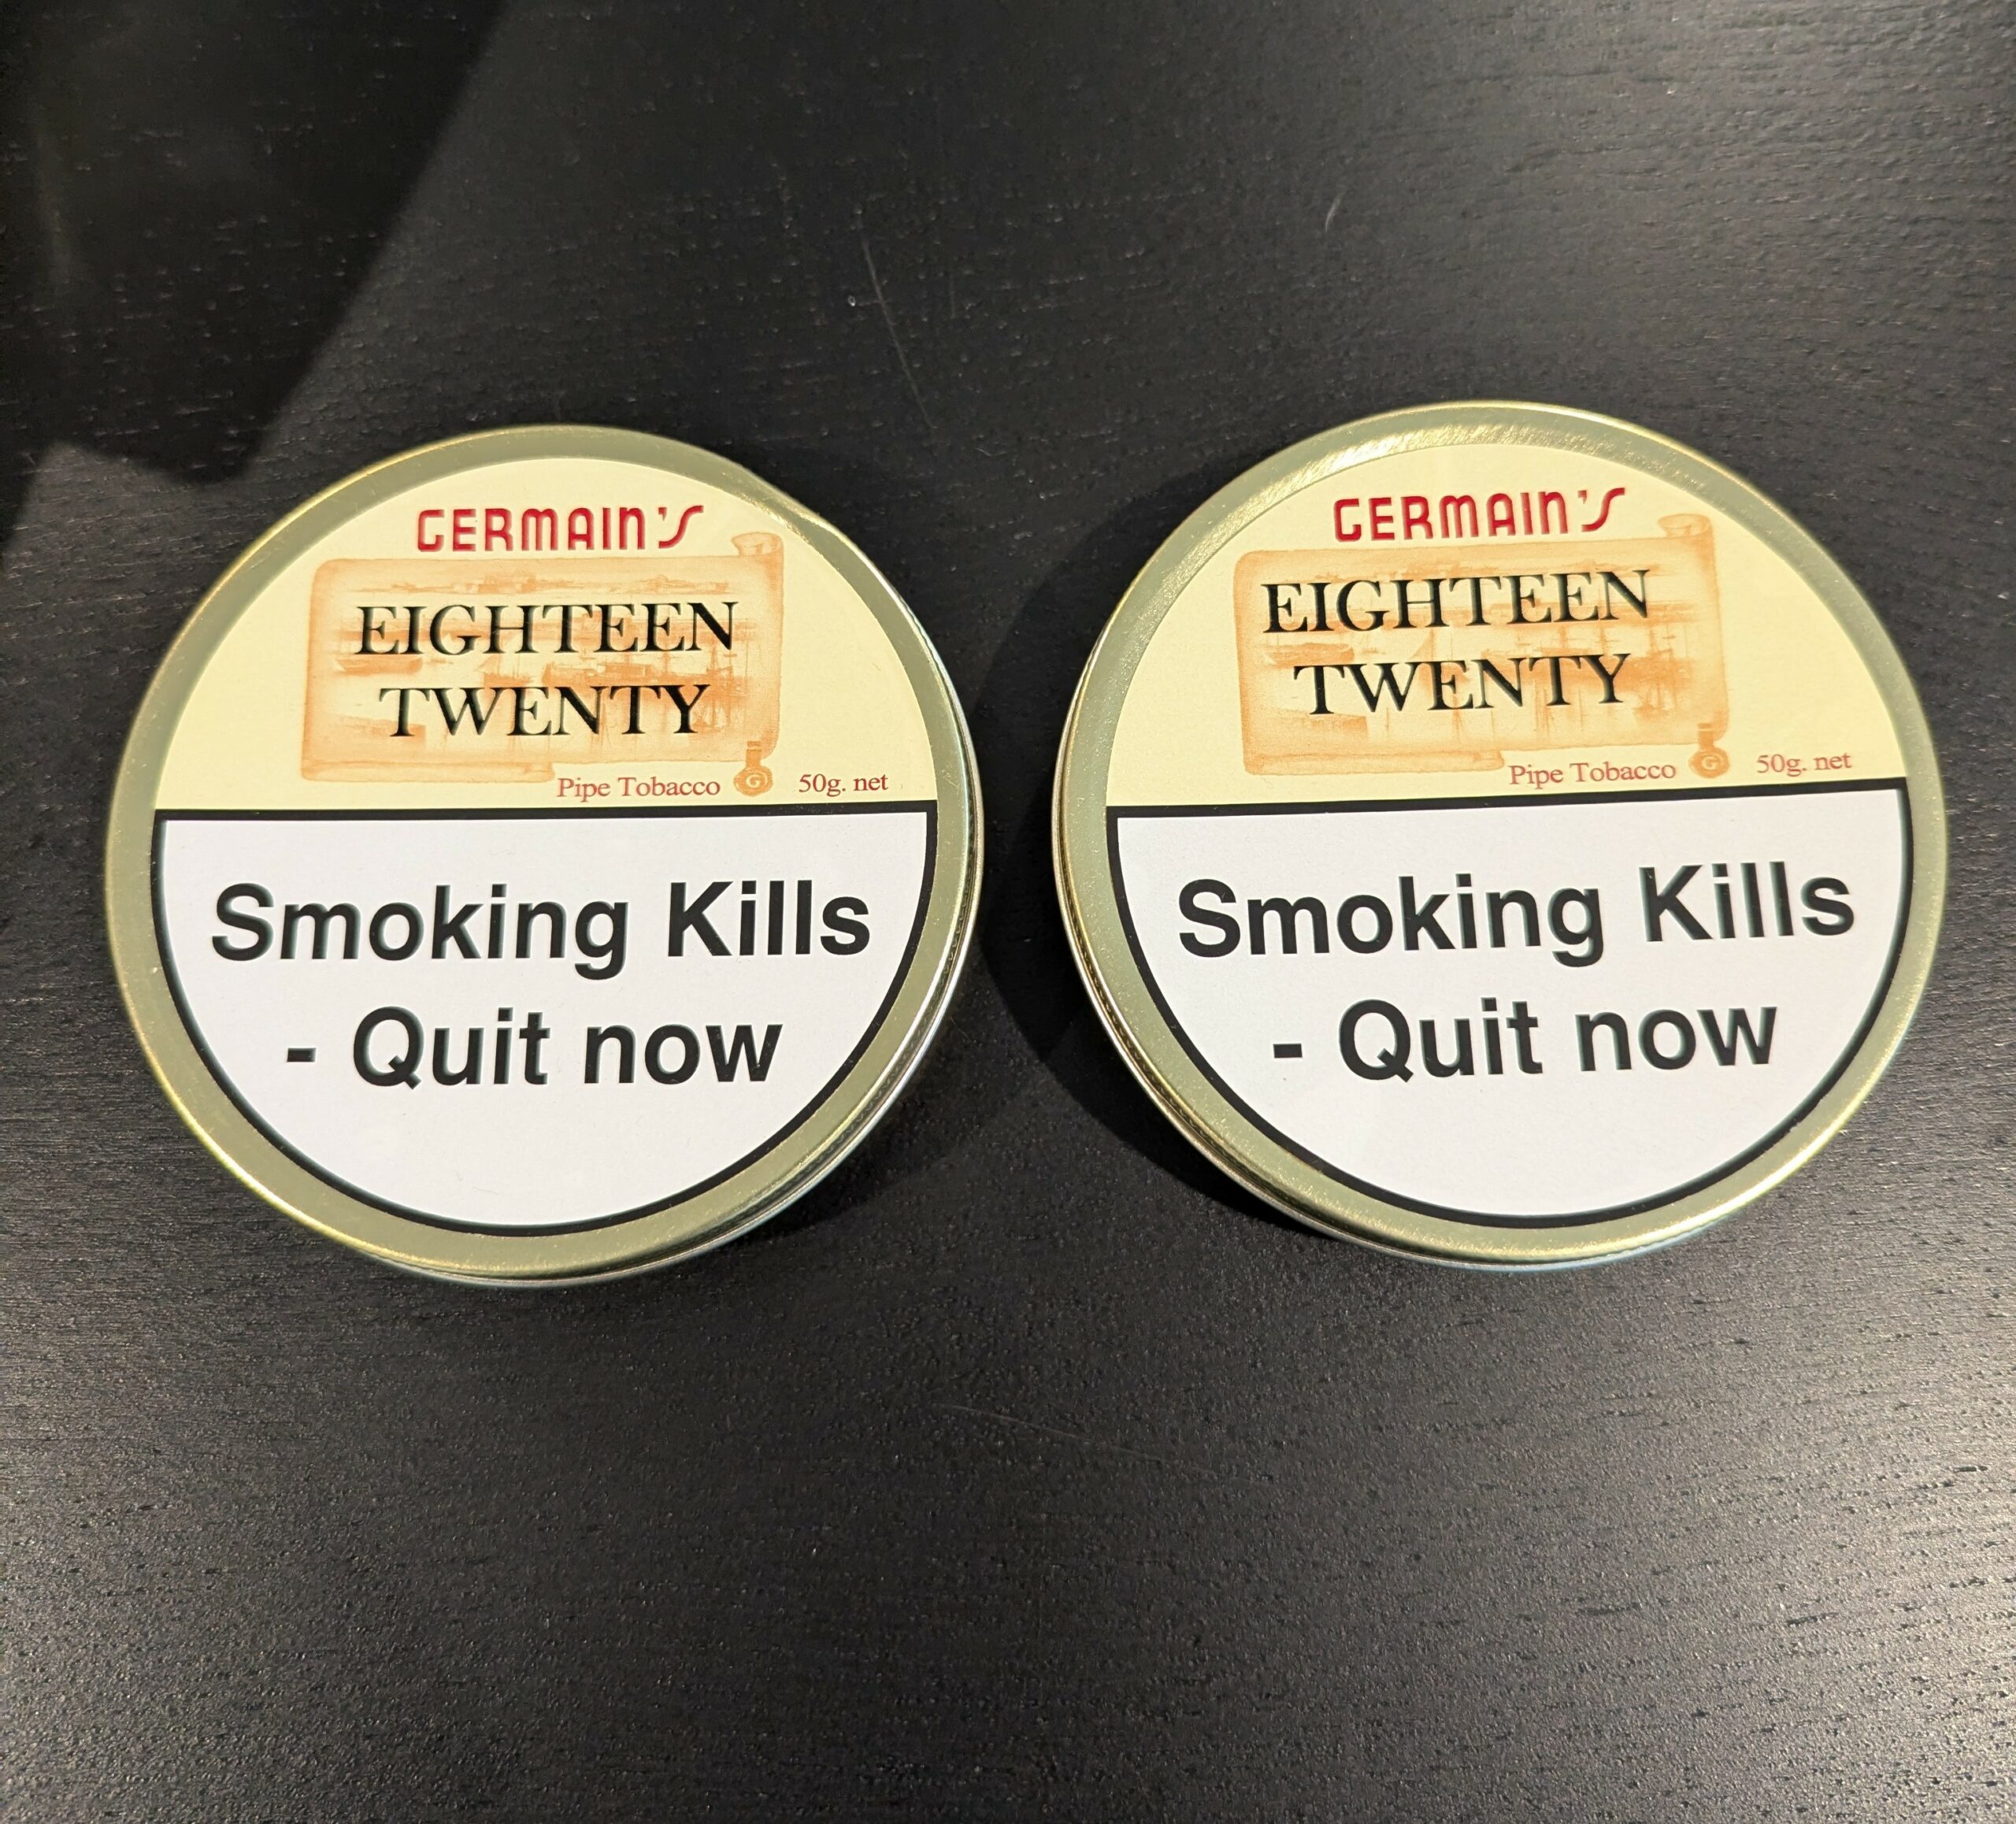 GERMAIN'S
EIGHTEEN
TWENTY
Pipe Tobacco G 50g. net
Smoking Kills
- Quit now
GERMAIN'S
EIGHTEEN
TWENTY
Pipe Tobacco G 50g. net
Smoking Kills
- Quit now